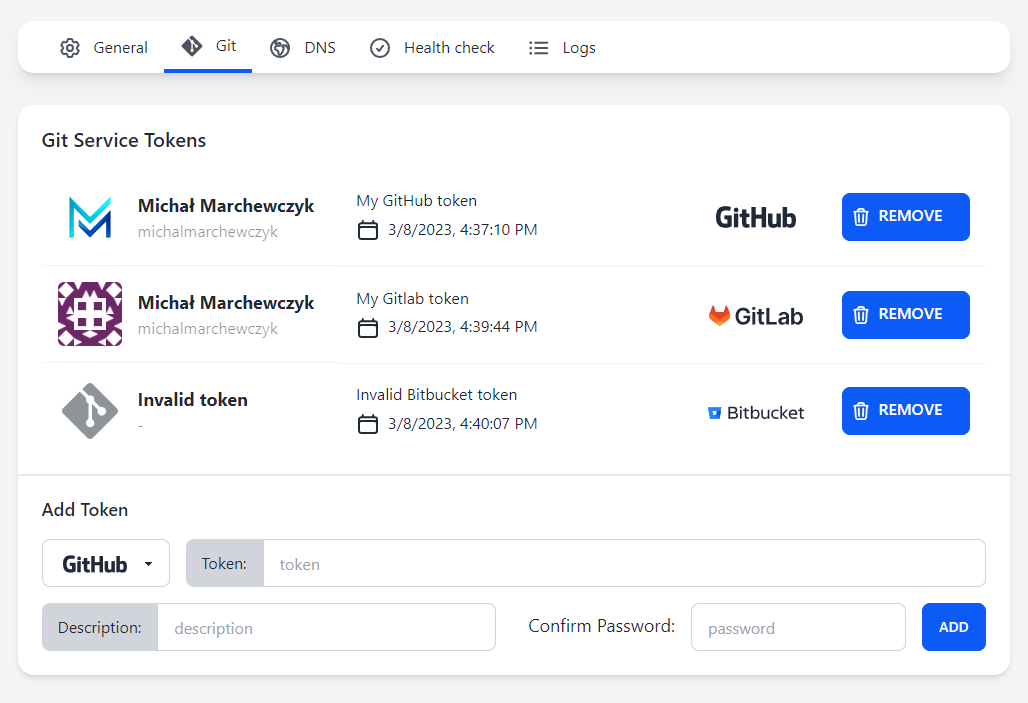 General Git DNS Health check Logs
Git Service Tokens
Michał Marchewczyk
michalmarchewczyk
My GitHub token
3/8/2023, 4:37:10 PM
GitHub
REMOVE
Michał Marchewczyk
michalmarchewczyk
My Gitlab token
3/8/2023, 4:39:44 PM
GitLab
REMOVE
Invalid token
-
Invalid Bitbucket token
3/8/2023, 4:40:07 PM
Bitbucket
REMOVE
Add Token
GitHub
Token: token
Description: description
Confirm Password: password
ADD